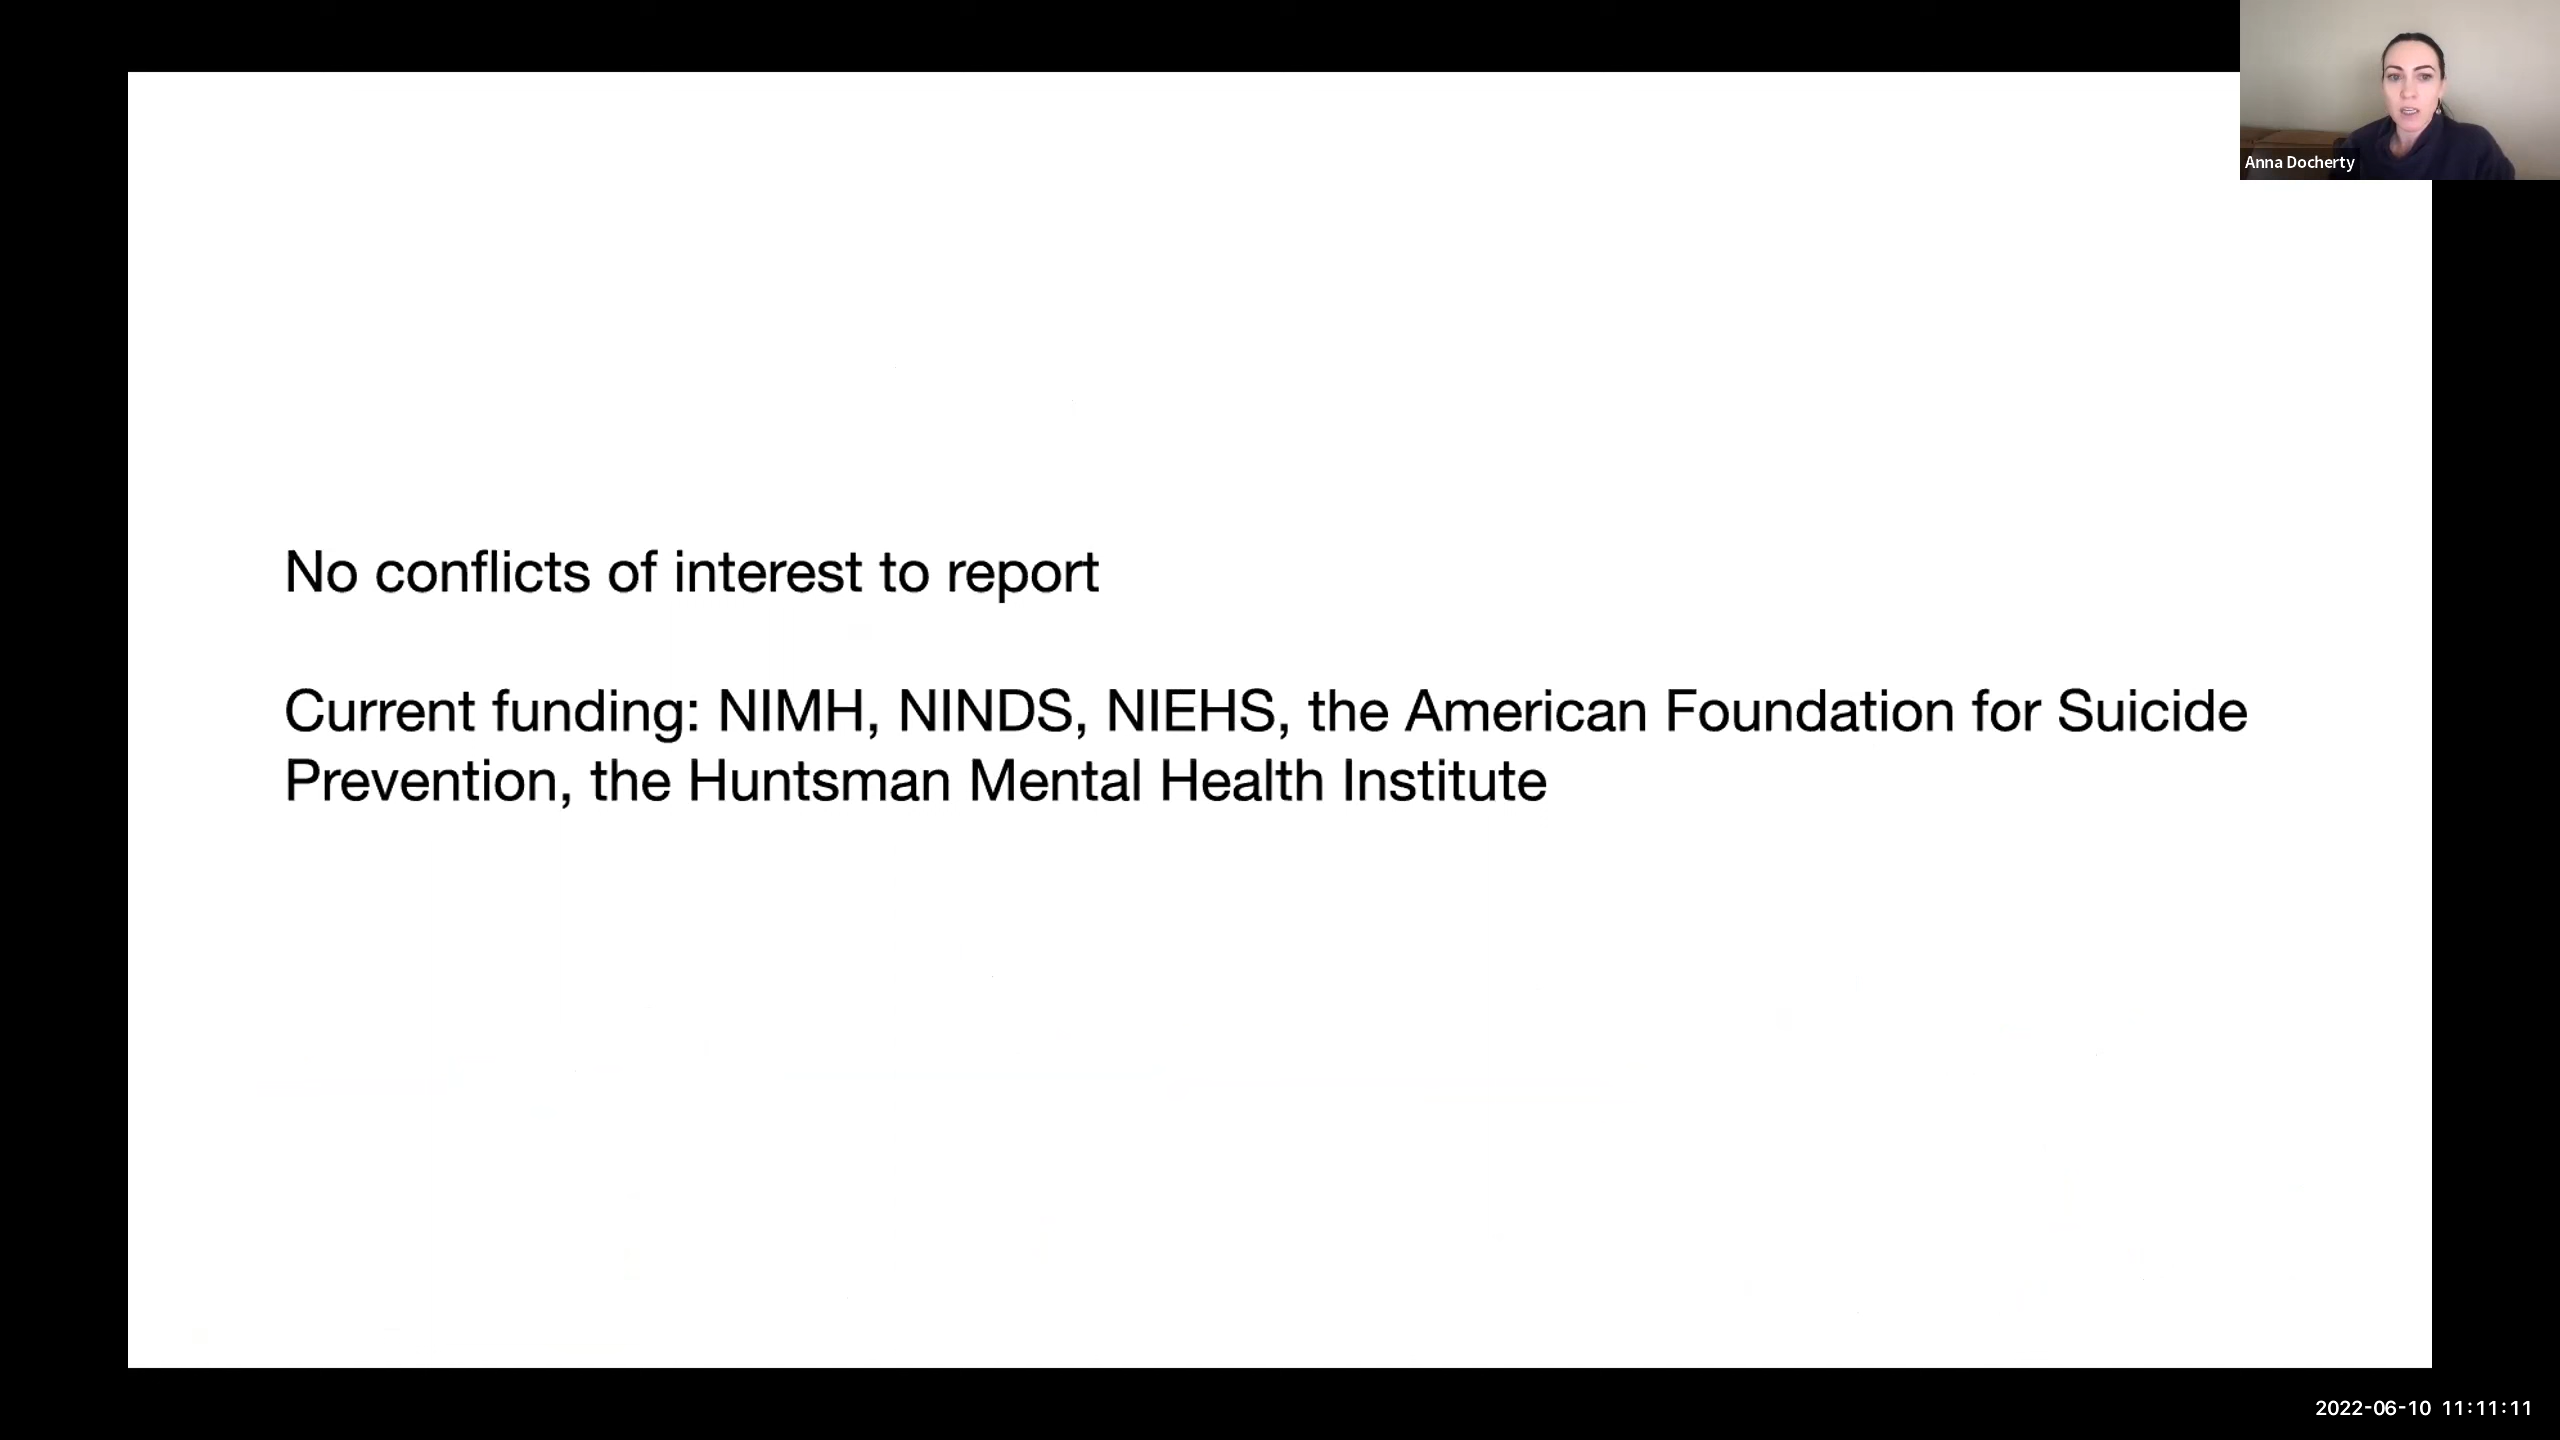 Anna Docherty
No conflicts of interest to report
Current funding: NIMH, NINDS, NIEHS, the American Foundation for Suicide
Prevention, the Huntsman Mental Health Institute
2022-06-10 11:11:11